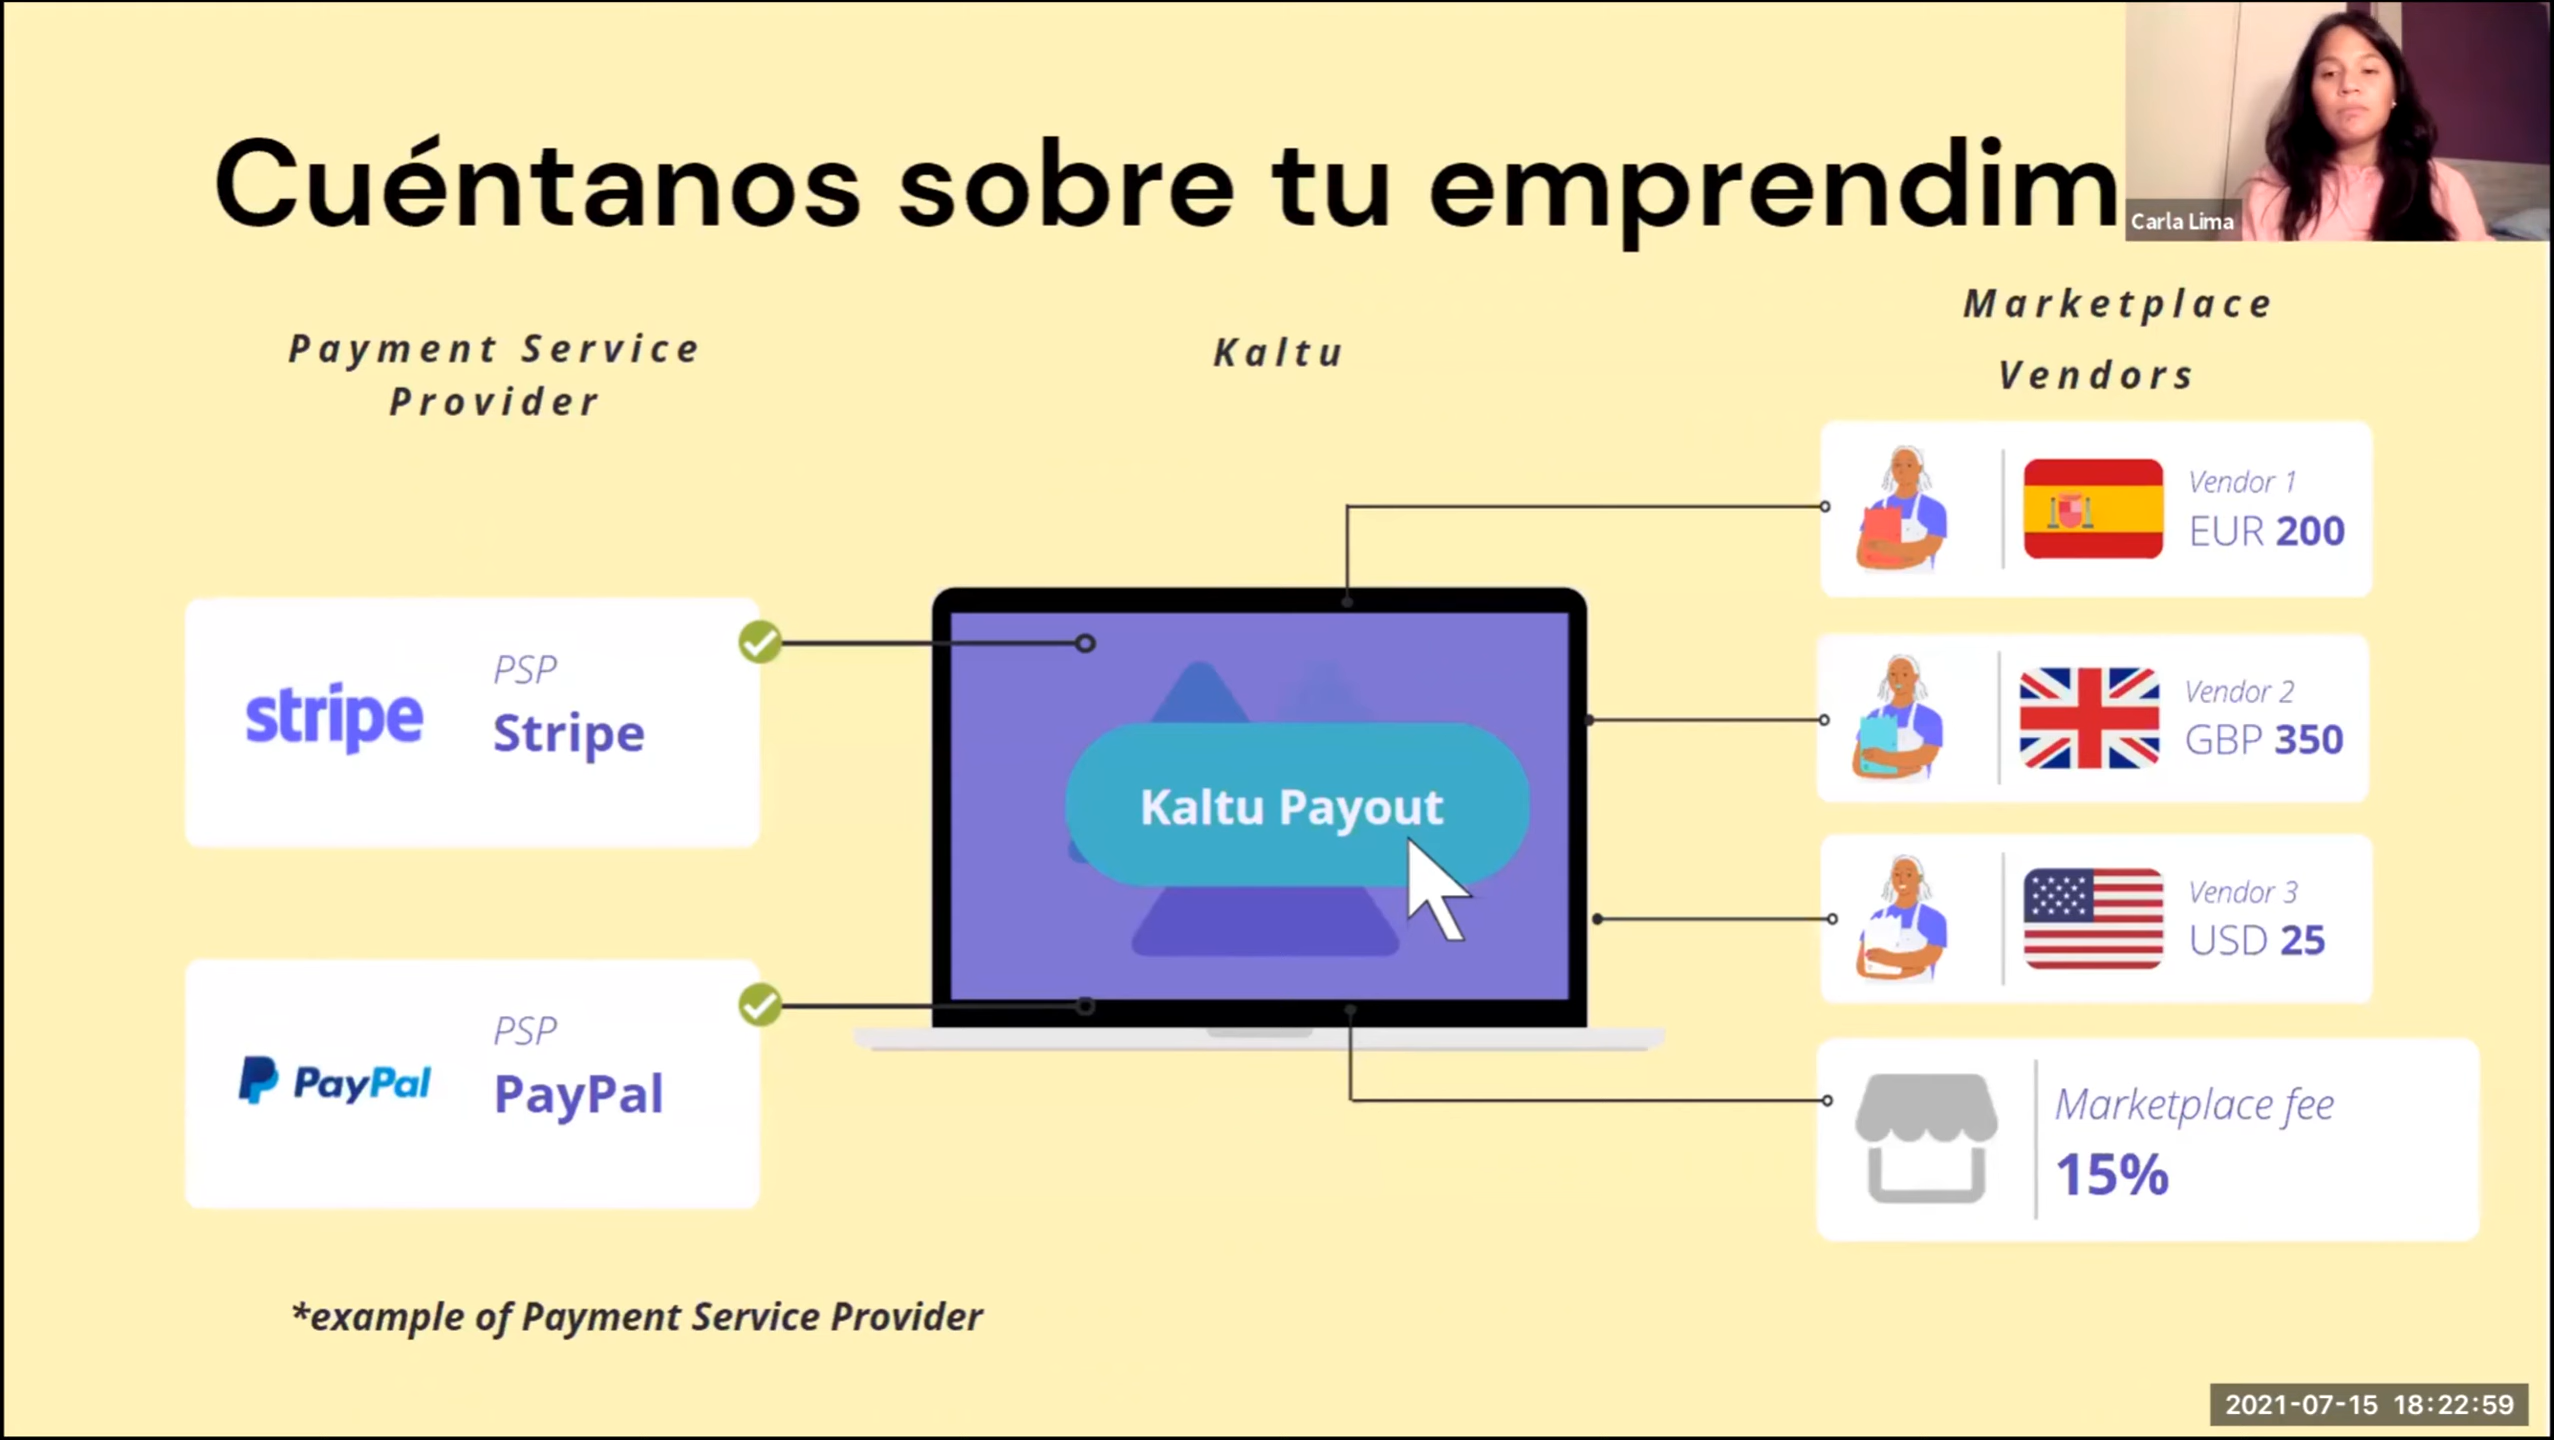 Cuéntanos sobre tu emprendim
Carla Lima
Payment Service
Provider
Kaltu
Marketplace
Vendors
stripe
PSP
Stripe
PayPal
PSP
PayPal
Kaltu Payout
Vendor 1
EUR 200
Vendor 2
GBP 350
Vendor 3
USD 25
Marketplace fee
15%
*example of Payment Service Provider
2021-07-15 18:22:59